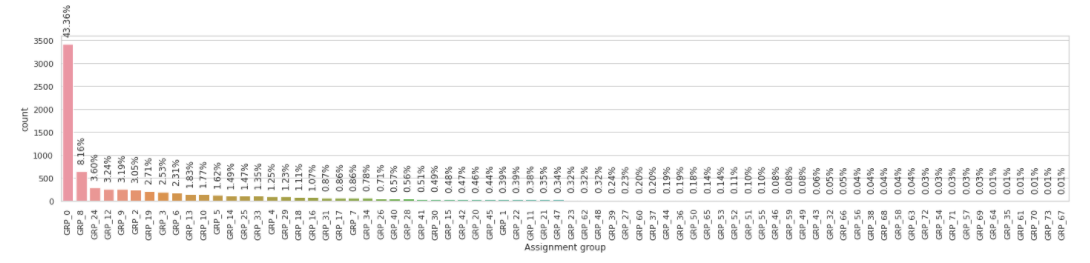 43.36%
8.16%
3.60%
3.24%
3.19%
3.05%
2.71%
2.53%
2.31%
1.83%
1.77%
1.62%
1.49%
1.47%
1.35%
1.25%
1.23%
1.11%
1.07%
0.87%
0.86%
0.86%
0.78%
0.71%
0.57%
0.56%
0.51%
0.49%
0.48%
0.47%
0.46%
0.44%
0.39%
0.39%
0.38%
0.35%
0.34%
0.32%
0.32%
0.32%
0.24%
0.23%
0.20%
0.20%
0.19%
0.19%
0.18%
0.14%
0.14%
0.11%
0.10%
0.10%
0.08%
0.08%
0.08%
0.06%
0.05%
0.05%
0.04%
0.04%
0.04%
0.04%
0.04%
0.03%
0.03%
0.03%
0.03%
0.03%
0.01%
0.01%
0.01%
0.01%
0.01%
0.01%
3500
3000
2500
2000
1500
1000
500
0
count
GRP_0
GRP_8
GRP_24
GRP_12
GRP_9
GRP_2
GRP_19
GRP_3
GRP_6
GRP_13
GRP_10
GRP_5
GRP_14
GRP_25
GRP_33
GRP_4
GRP_29
GRP_18
GRP_16
GRP_31
GRP_17
GRP_7
GRP_34
GRP_26
GRP_40
GRP_28
GRP_41
GRP_30
GRP_15
GRP_42
GRP_20
GRP_45
GRP_1
GRP_22
GRP_11
GRP_21
GRP_47
GRP_23
GRP_62
GRP_48
GRP_39
GRP_27
GRP_60
GRP_37
GRP_44
GRP_36
GRP_50
GRP_65
GRP_53
GRP_52
GRP_51
GRP_55
GRP_46
GRP_59
GRP_49
GRP_43
GRP_32
GRP_66
GRP_56
GRP_38
GRP_68
GRP_58
GRP_63
GRP_72
GRP_54
GRP_71
GRP_57
GRP_69
GRP_64
GRP_35
GRP_61
GRP_70
GRP_73
GRP_67
Assignment group